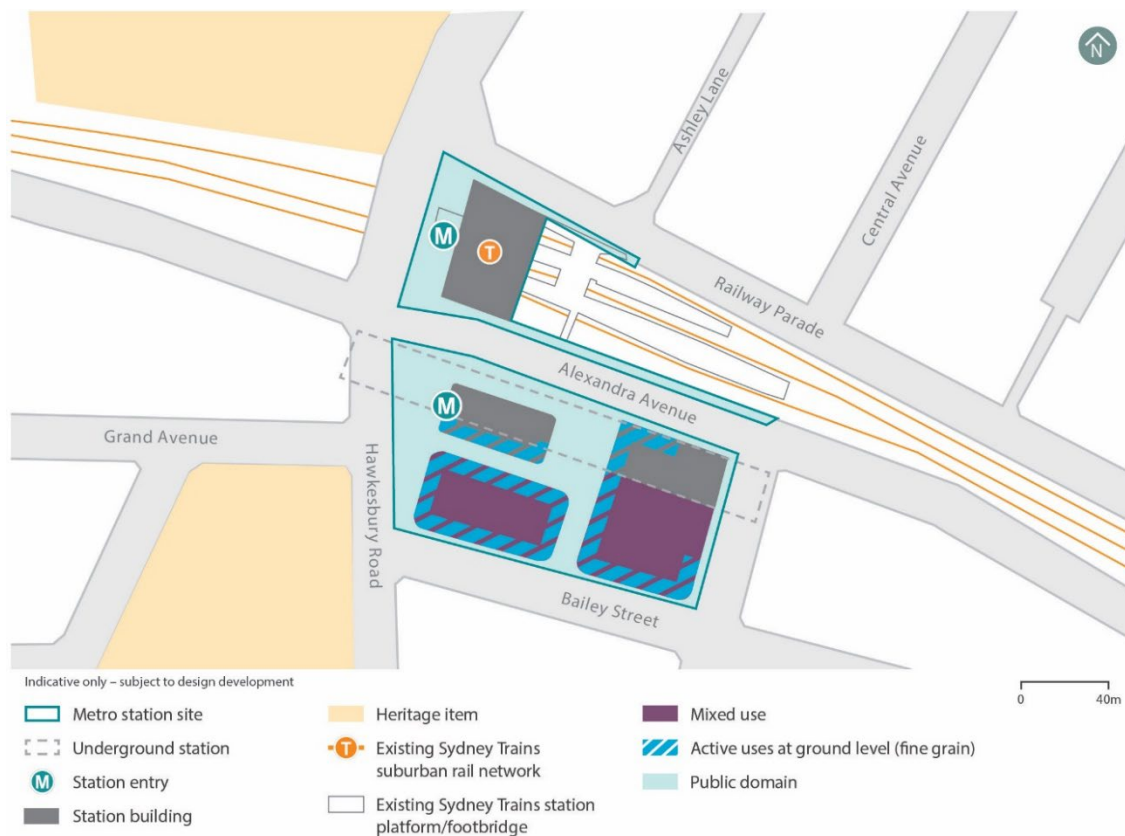 N
Ashley Lane
Central Avenue
M
T
Railway Parade
Alexandra Avenue
M
Grand Avenue
Hawkesbury Road
Bailey Street
Indicative only – subject to design development
0 40m
Metro station site
Underground station
M Station entry
Station building
Heritage item
T Existing Sydney Trains
suburban rail network
Existing Sydney Trains station
platform/footbridge
Mixed use
Active uses at ground level (fine grain)
Public domain